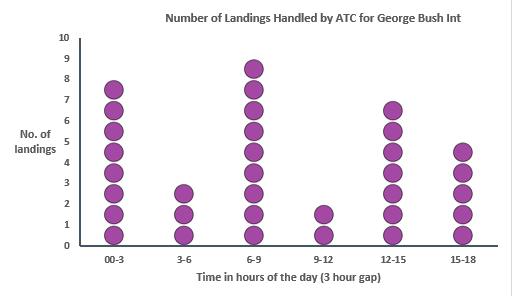 Number of Landings Handled by ATC for George Bush Int
10
9
8
7
6
5
4
3
2
1
0
No. of
landings
00-3 3-6 6-9 9-12 12-15 15-18
Time in hours of the day (3 hour gap)